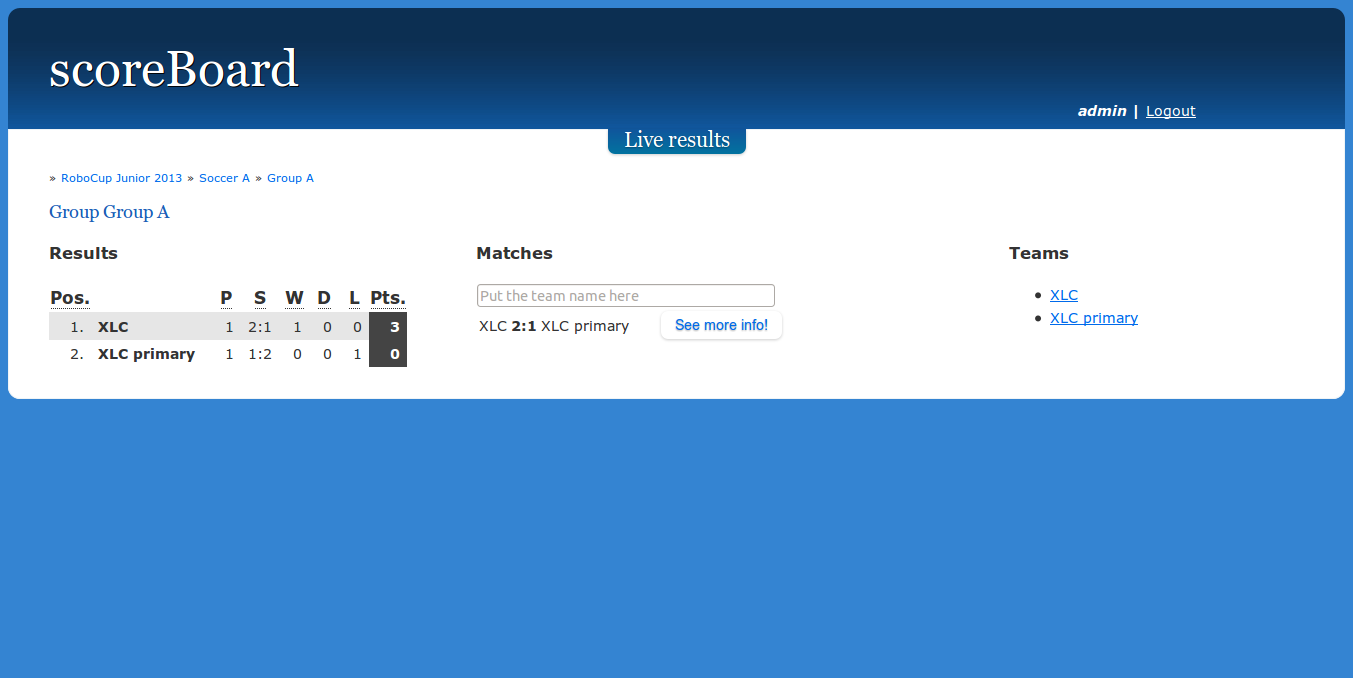 scoreBoard
admin | Logout
Live results
» RoboCup Junior 2013 » Soccer A » Group A
Group Group A
Results
Pos. P S W D L Pts.
1. XLC 1 2:1 1 0 0 3
2. XLC primary 1 1:2 0 0 1 0
Matches
Put the team name here
XLC 2:1 XLC primary See more info!
Teams
• XLC
• XLC primary